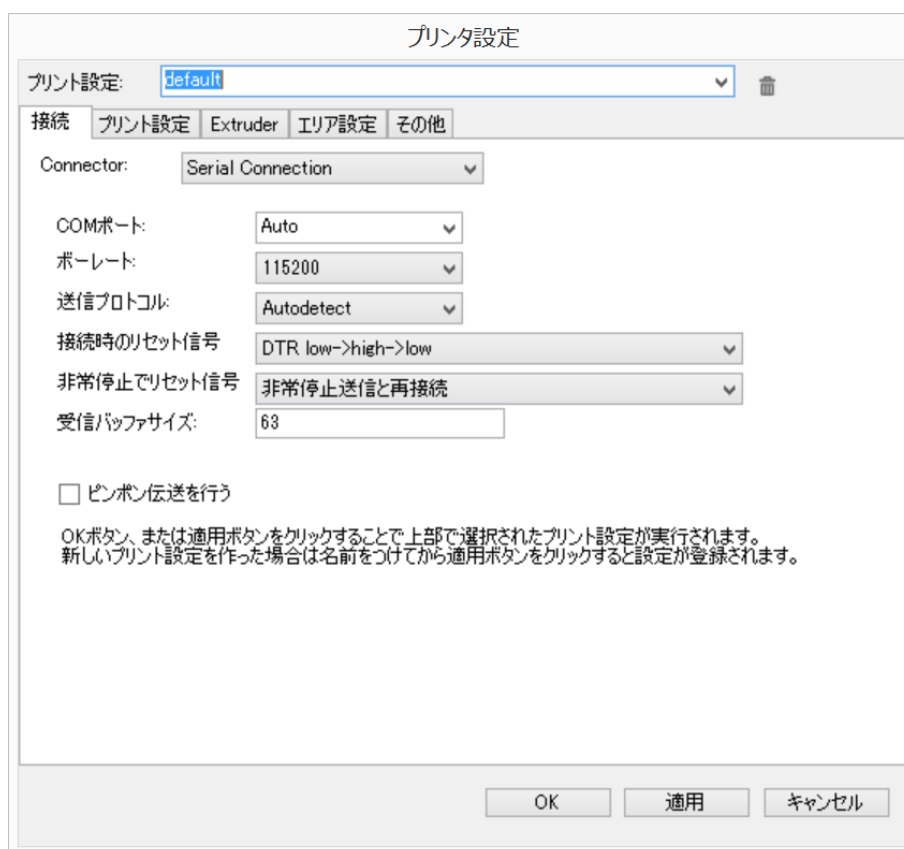 プリンタ設定
プリント設定: default
接続 プリント設定 Extruder エリア設定 その他
Connector: Serial Connection
COMポート: Auto
ボーレート: 115200
送信プロトコル: Autodetect
接続時のリセット信号 DTR low->high->low
非常停止でリセット信号 非常停止送信と再接続
受信バッファサイズ: 63
ピンポン伝送を行う
OKボタン、または適用ボタンをクリックすることで上部で選択されたプリント設定が実行されます。
新しいプリント設定を作った場合は名前をつけてから適用ボタンをクリックすると設定が登録されます。
OK 適用 キャンセル